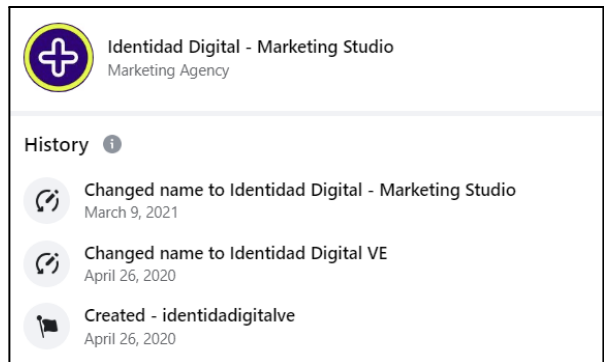 Identidad Digital - Marketing Studio
Marketing Agency
History
Changed name to Identidad Digital - Marketing Studio
March 9, 2021
Changed name to Identidad Digital VE
April 26, 2020
Created - identidadigitalve
April 26, 2020